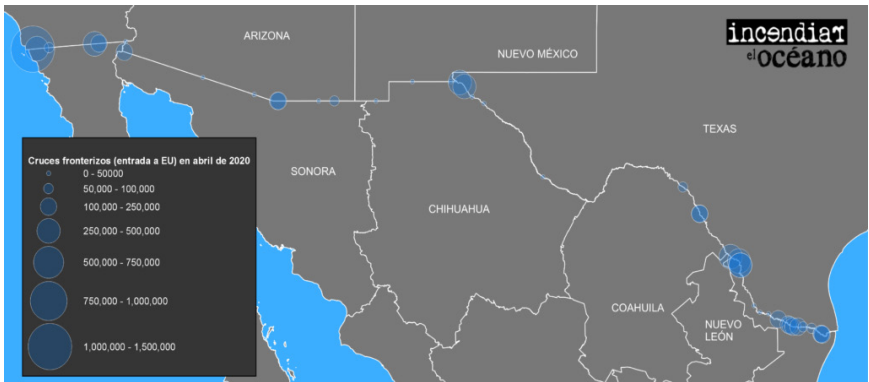 incendiar
el océano
ARIZONA
NUEVO MÉXICO
TEXAS
SONORA
CHIHUAHUA
COAHUILA
NUEVO
LEÓN
Cruces fronterizos (entrada a EU) en abril de 2020
0 - 50000
50,000 - 100,000
100,000 - 250,000
250,000 - 500,000
500,000 - 750,000
750,000 - 1,000,000
1,000,000 - 1,500,000